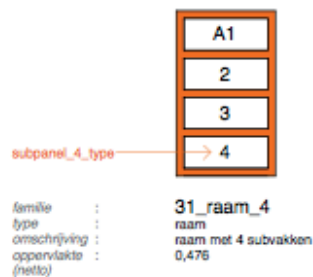 A1
2
3
subpanel_4_type 4
familie : 31_raam_4
type : raam
omschrijving : raam met 4 subvakken
oppervlakte : 0,476
(netto)